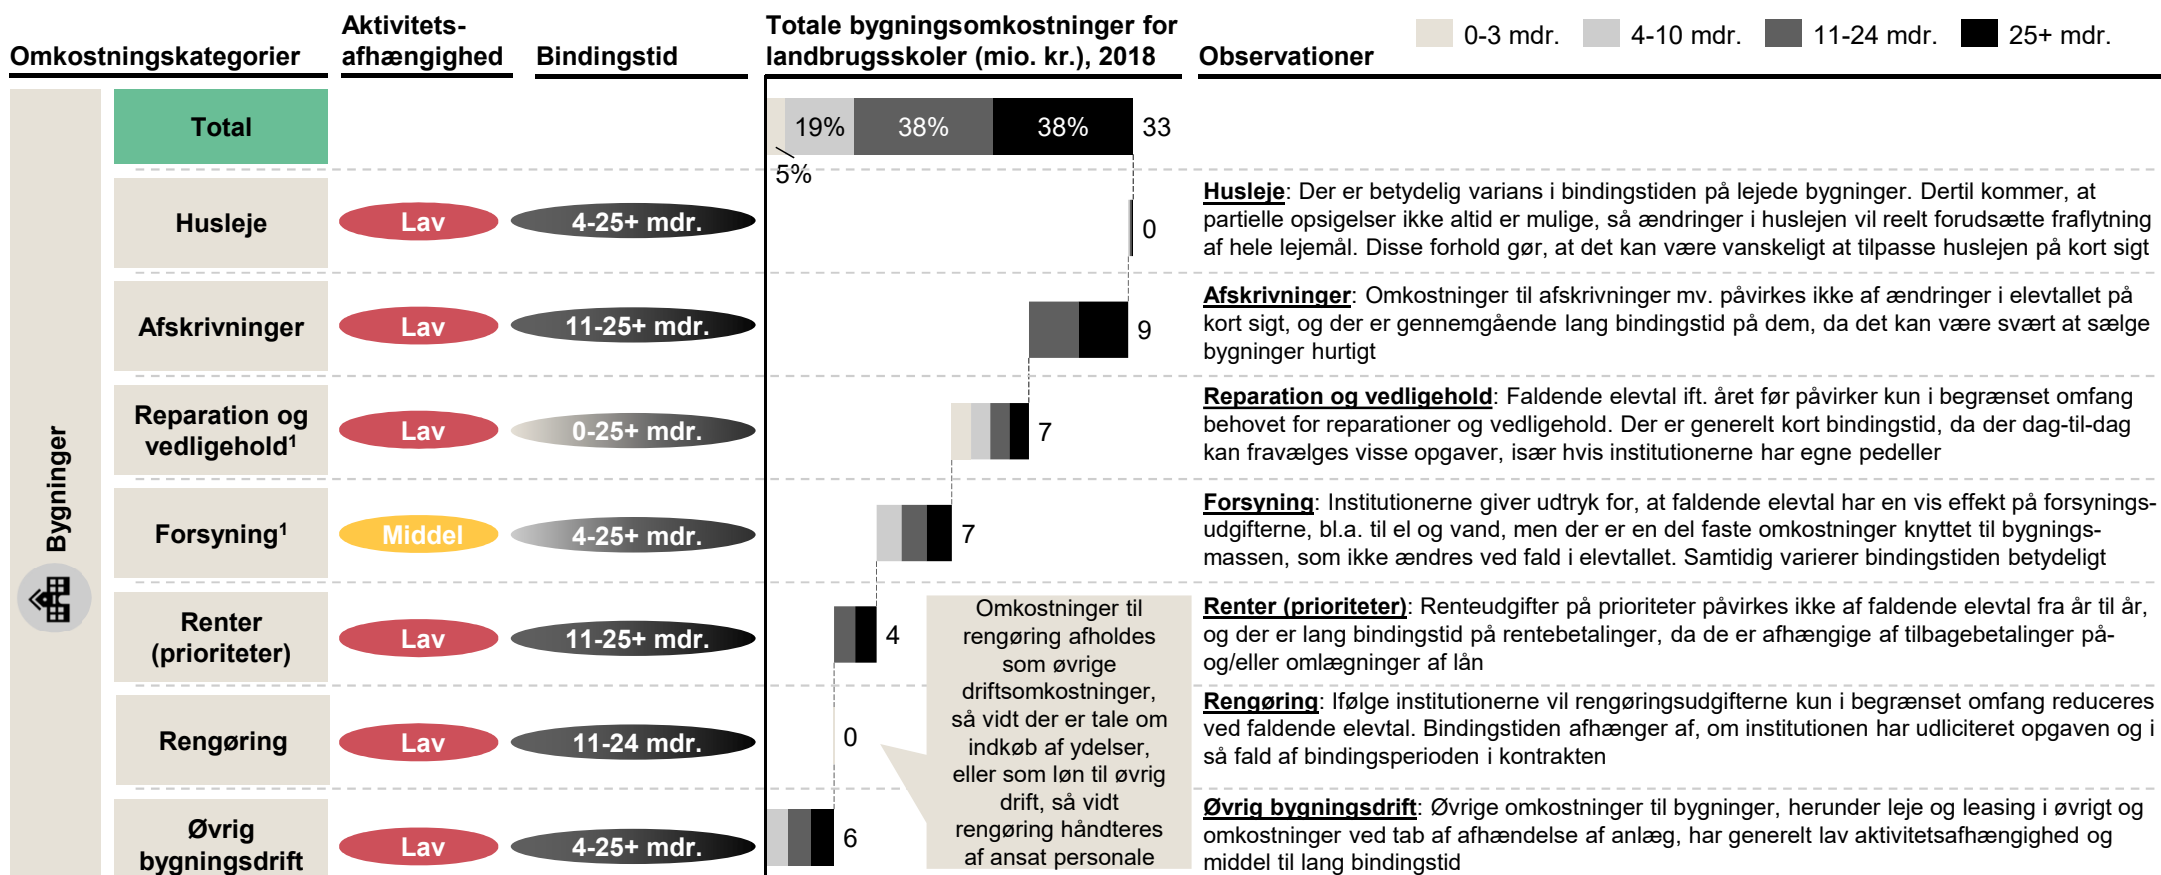 Omkostningskategorier
Aktivitets-
afhængighed
Bindingstid
Totale bygningsomkostninger for
landbrugsskoler (mio. kr.), 2018
Observationer
0-3 mdr.
4-10 mdr.
11-24 mdr.
25+ mdr.
Bygninger
Total
19%
38%
38%
33
5%
Husleje
Lav
4-25+ mdr.
0
Husleje: Der er betydelig varians i bindingstiden på lejede bygninger. Dertil kommer, at
partielle opsigelser ikke altid er mulige, så ændringer i huslejen vil reelt forudsætte fraflytning
af hele lejemål. Disse forhold gør, at det kan være vanskeligt at tilpasse huslejen på kort sigt
Afskrivninger
Lav
11-25+ mdr.
9
Afskrivninger: Omkostninger til afskrivninger mv. påvirkes ikke af ændringer i elevtallet på
kort sigt, og der er gennemgående lang bindingstid på dem, da det kan være svært at sælge
bygninger hurtigt
Reparation og
vedligehold1
Lav
0-25+ mdr.
7
Reparation og vedligehold: Faldende elevtal ift. året før påvirker kun i begrænset omfang
behovet for reparationer og vedligehold. Der er generelt kort bindingstid, da der dag-til-dag
kan fravælges visse opgaver, især hvis institutionerne har egne pedeller
Forsyning1
Middel
4-25+ mdr.
7
Forsyning: Institutionerne giver udtryk for, at faldende elevtal har en vis effekt på forsynings-
udgifterne, bl.a. til el og vand, men der er en del faste omkostninger knyttet til bygnings-
massen, som ikke ændres ved fald i elevtallet. Samtidig varierer bindingstiden betydeligt
Renter
(prioriteter)
Lav
11-25+ mdr.
4
Renter (prioriteter): Renteudgifter på prioriteter påvirkes ikke af faldende elevtal fra år til år,
og der er lang bindingstid på rentebetalinger, da de er afhængige af tilbagebetalinger på-
og/eller omlægninger af lån
Rengøring
Lav
11-24 mdr.
0
Omkostninger til
rengøring afholdes
som øvrige
driftsomkostninger,
så vidt der er tale om
indkøb af ydelser,
eller som løn til øvrig
drift, så vidt
rengøring håndteres
af ansat personale
Rengøring: Ifølge institutionerne vil rengøringsudgifterne kun i begrænset omfang reduceres
ved faldende elevtal. Bindingstiden afhænger af, om institutionen har udliciteret opgaven og i
så fald af bindingsperioden i kontrakten
Øvrig
bygningsdrift
Lav
4-25+ mdr.
6
Øvrig bygningsdrift: Øvrige omkostninger til bygninger, herunder leje og leasing i øvrigt og
omkostninger ved tab af afhændelse af anlæg, har generelt lav aktivitetsafhængighed og
middel til lang bindingstid